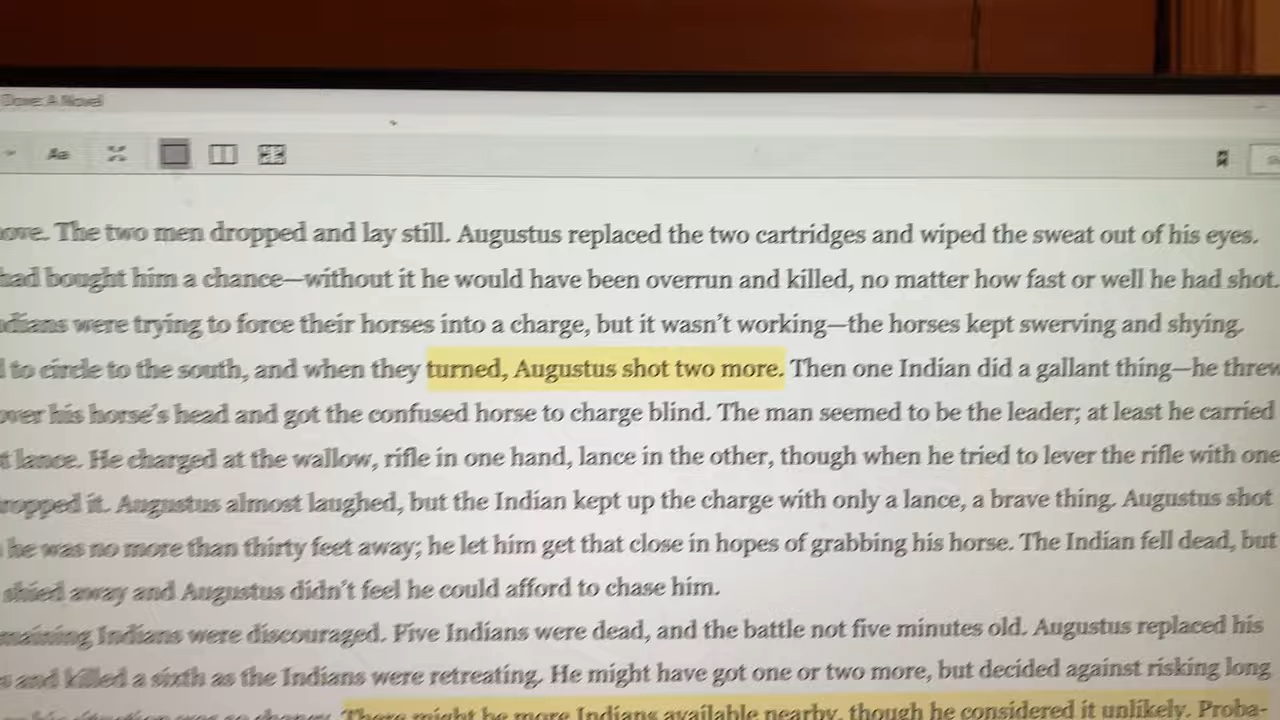 Dove: A Novel
Aa
ove. The two men dropped and lay still. Augustus replaced the two cartridges and wiped the sweat out of his eyes.
had bought him a chance—without it he would have been overrun and killed, no matter how fast or well he had shot.
ndians were trying to force their horses into a charge, but it wasn't working—the horses kept swerving and shying.
to circle to the south, and when they turned, Augustus shot two more. Then one Indian did a gallant thing—he threw
over his horse's head and got the confused horse to charge blind. The man seemed to be the leader; at least he carried
t lance. He charged at the wallow, rifle in one hand, lance in the other, though when he tried to lever the rifle with one
ropped it. Augustus almost laughed, but the Indian kept up the charge with only a lance, a brave thing. Augustus shot
he was no more than thirty feet away; he let him get that close in hopes of grabbing his horse. The Indian fell dead, but
shied away and Augustus didn't feel he could afford to chase him.
maining Indians were discouraged. Five Indians were dead, and the battle not five minutes old. Augustus replaced his
s and killed a sixth as the Indians were retreating. He might have got one or two more, but decided against risking long
his situation was so There might be more Indians available nearby, though he considered it unlikely. Proba-